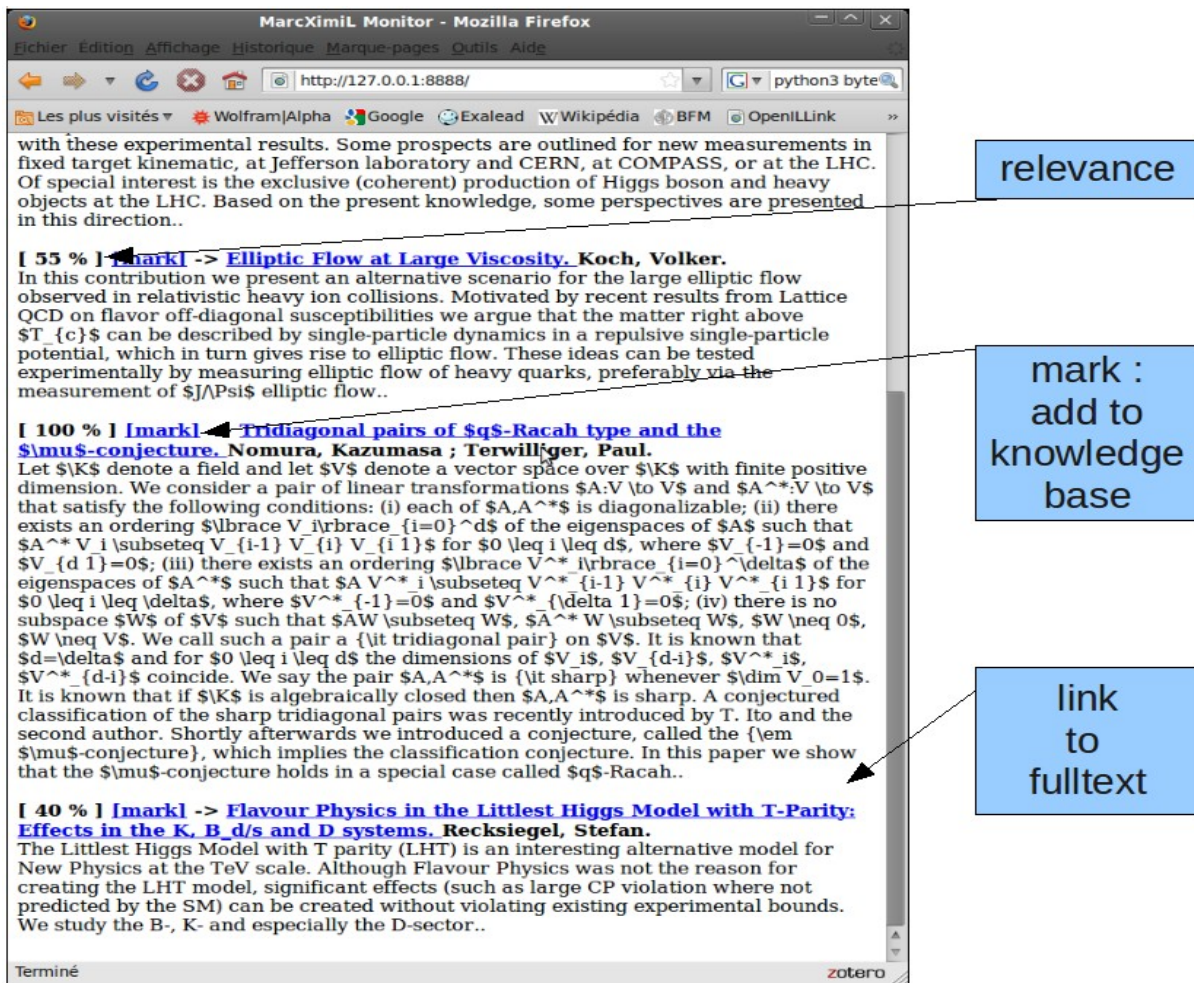 MarcXimiL Monitor - Mozilla Firefox
Fichier Édition Affichage Historique Marque-pages Outils Aide
http://127.0.0.1:8888/
python3 byte
Les plus visités Wolfram|Alpha Google Exalead Wikipédia BFM OpenILLink »
with these experimental results. Some prospects are outlined for new measurements in
fixed target kinematic, at Jefferson laboratory and CERN, at COMPASS, or at the LHC.
Of special interest is the exclusive (coherent) production of Higgs boson and heavy
objects at the LHC. Based on the present knowledge, some perspectives are presented
in this direction..
[ 55 % ] [mark] -> Elliptic Flow at Large Viscosity. Koch, Volker.
In this contribution we present an alternative scenario for the large elliptic flow
observed in relativistic heavy ion collisions. Motivated by recent results from Lattice
QCD on flavor off-diagonal susceptibilities we argue that the matter right above
$T_{c}$ can be described by single-particle dynamics in a repulsive single-particle
potential, which in turn gives rise to elliptic flow. These ideas can be tested
experimentally by measuring elliptic flow of heavy quarks, preferably via the
measurement of $J/\Psi$ elliptic flow..
[ 100 % ] [mark] Tridiagonal pairs of $q$-Racah type and the
$\mu$-conjecture. Nomura, Kazumasa ; Terwilliger, Paul.
Let $\K$ denote a field and let $V$ denote a vector space over $\K$ with finite positive
dimension. We consider a pair of linear transformations $A:V \to V$ and $A^*:V \to V$
that satisfy the following conditions: (i) each of $A,A^*$ is diagonalizable; (ii) there
exists an ordering $\lbrace V_i\rbrace_{i=0}^d$ of the eigenspaces of $A$ such that
$A^* V_i \subseteq V_{i-1} V_{i} V_{i 1}$ for $0 \leq i \leq d$, where $V_{-1}=0$ and
$V_{d 1}=0$; (iii) there exists an ordering $\lbrace V^*_i\rbrace_{i=0}^\delta$ of the
eigenspaces of $A^*$ such that $A V^*_i \subseteq V^*_{i-1} V^*_{i} V^*_{i 1}$ for
$0 \leq i \leq \delta$, where $V^*_{-1}=0$ and $V^*_{\delta 1}=0$; (iv) there is no
subspace $W$ of $V$ such that $AW \subseteq W$, $A^* W \subseteq W$, $W \neq 0$,
$W \neq V$. We call such a pair a {\it tridiagonal pair} on $V$. It is known that
$d=\delta$ and for $0 \leq i \leq d$ the dimensions of $V_i$, $V_{d-i}$, $V^*_i$,
$V^*_{d-i}$ coincide. We say the pair $A,A^*$ is {\it sharp} whenever $\dim V_0=1$.
It is known that if $\K$ is algebraically closed then $A,A^*$ is sharp. A conjectured
classification of the sharp tridiagonal pairs was recently introduced by T. Ito and the
second author. Shortly afterwards we introduced a conjecture, called the {\em
$\mu$-conjecture}, which implies the classification conjecture. In this paper we show
that the $\mu$-conjecture holds in a special case called $q$-Racah..
[ 40 % ] [mark] -> Flavour Physics in the Littlest Higgs Model with T-Parity:
Effects in the K, B_d/s and D systems. Recksiegel, Stefan.
The Littlest Higgs Model with T parity (LHT) is an interesting alternative model for
New Physics at the TeV scale. Although Flavour Physics was not the reason for
creating the LHT model, significant effects (such as large CP violation where not
predicted by the SM) can be created without violating existing experimental bounds.
We study the B-, K- and especially the D-sector..
Terminé
zotero
relevance
mark :
add to
knowledge
base
link
to
fulltext